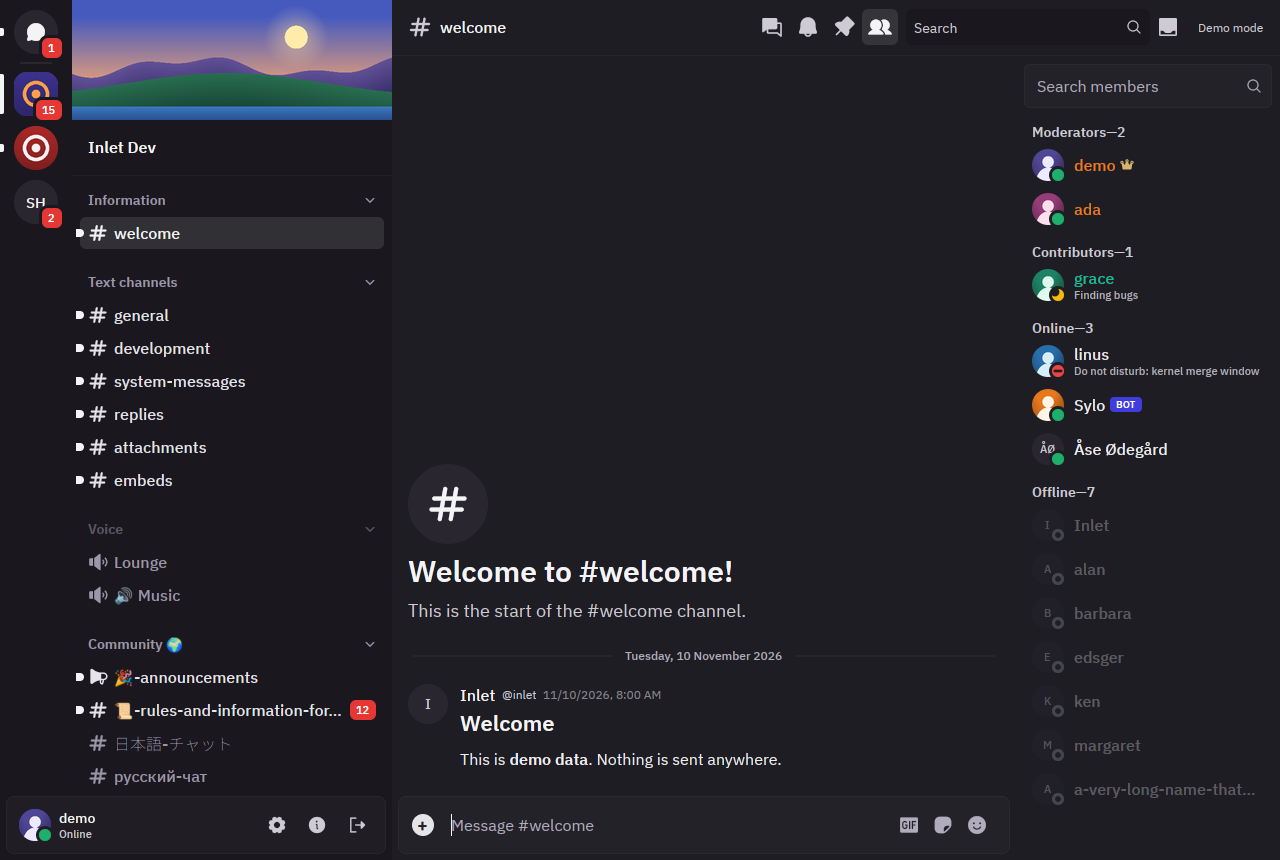 1
15
SH
2
Inlet Dev
Information
welcome
Text channels
general
development
system-messages
replies
attachments
embeds
Voice
Lounge
🔊 Music
Community 🌍
🎉-announcements
📜-rules-and-information-for... 12
日本語-チャット
русский-чат
demo
Online
# welcome
Search
Demo mode
Welcome to #welcome!
This is the start of the #welcome channel.
Tuesday, 10 November 2026
I
Inlet @inlet 11/10/2026, 8:00 AM
Welcome
This is demo data. Nothing is sent anywhere.
Message #welcome
GIF
Search members
Moderators—2
demo
ada
Contributors—1
grace
Finding bugs
Online—3
linus
Do not disturb: kernel merge window
Sylo BOT
ÅØ Åse Ødegård
Offline—7
I Inlet
A alan
B barbara
E edsger
K ken
M margaret
A a-very-long-name-that...